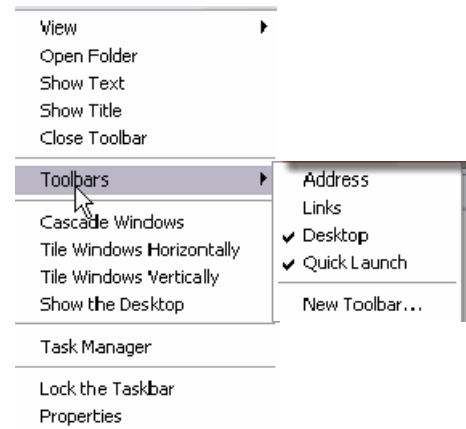 View
Open Folder
Show Text
Show Title
Close Toolbar
Toolbars
Address
Links
Desktop
Quick Launch
New Toolbar...
Cascade Windows
Tile Windows Horizontally
Tile Windows Vertically
Show the Desktop
Task Manager
Lock the Taskbar
Properties